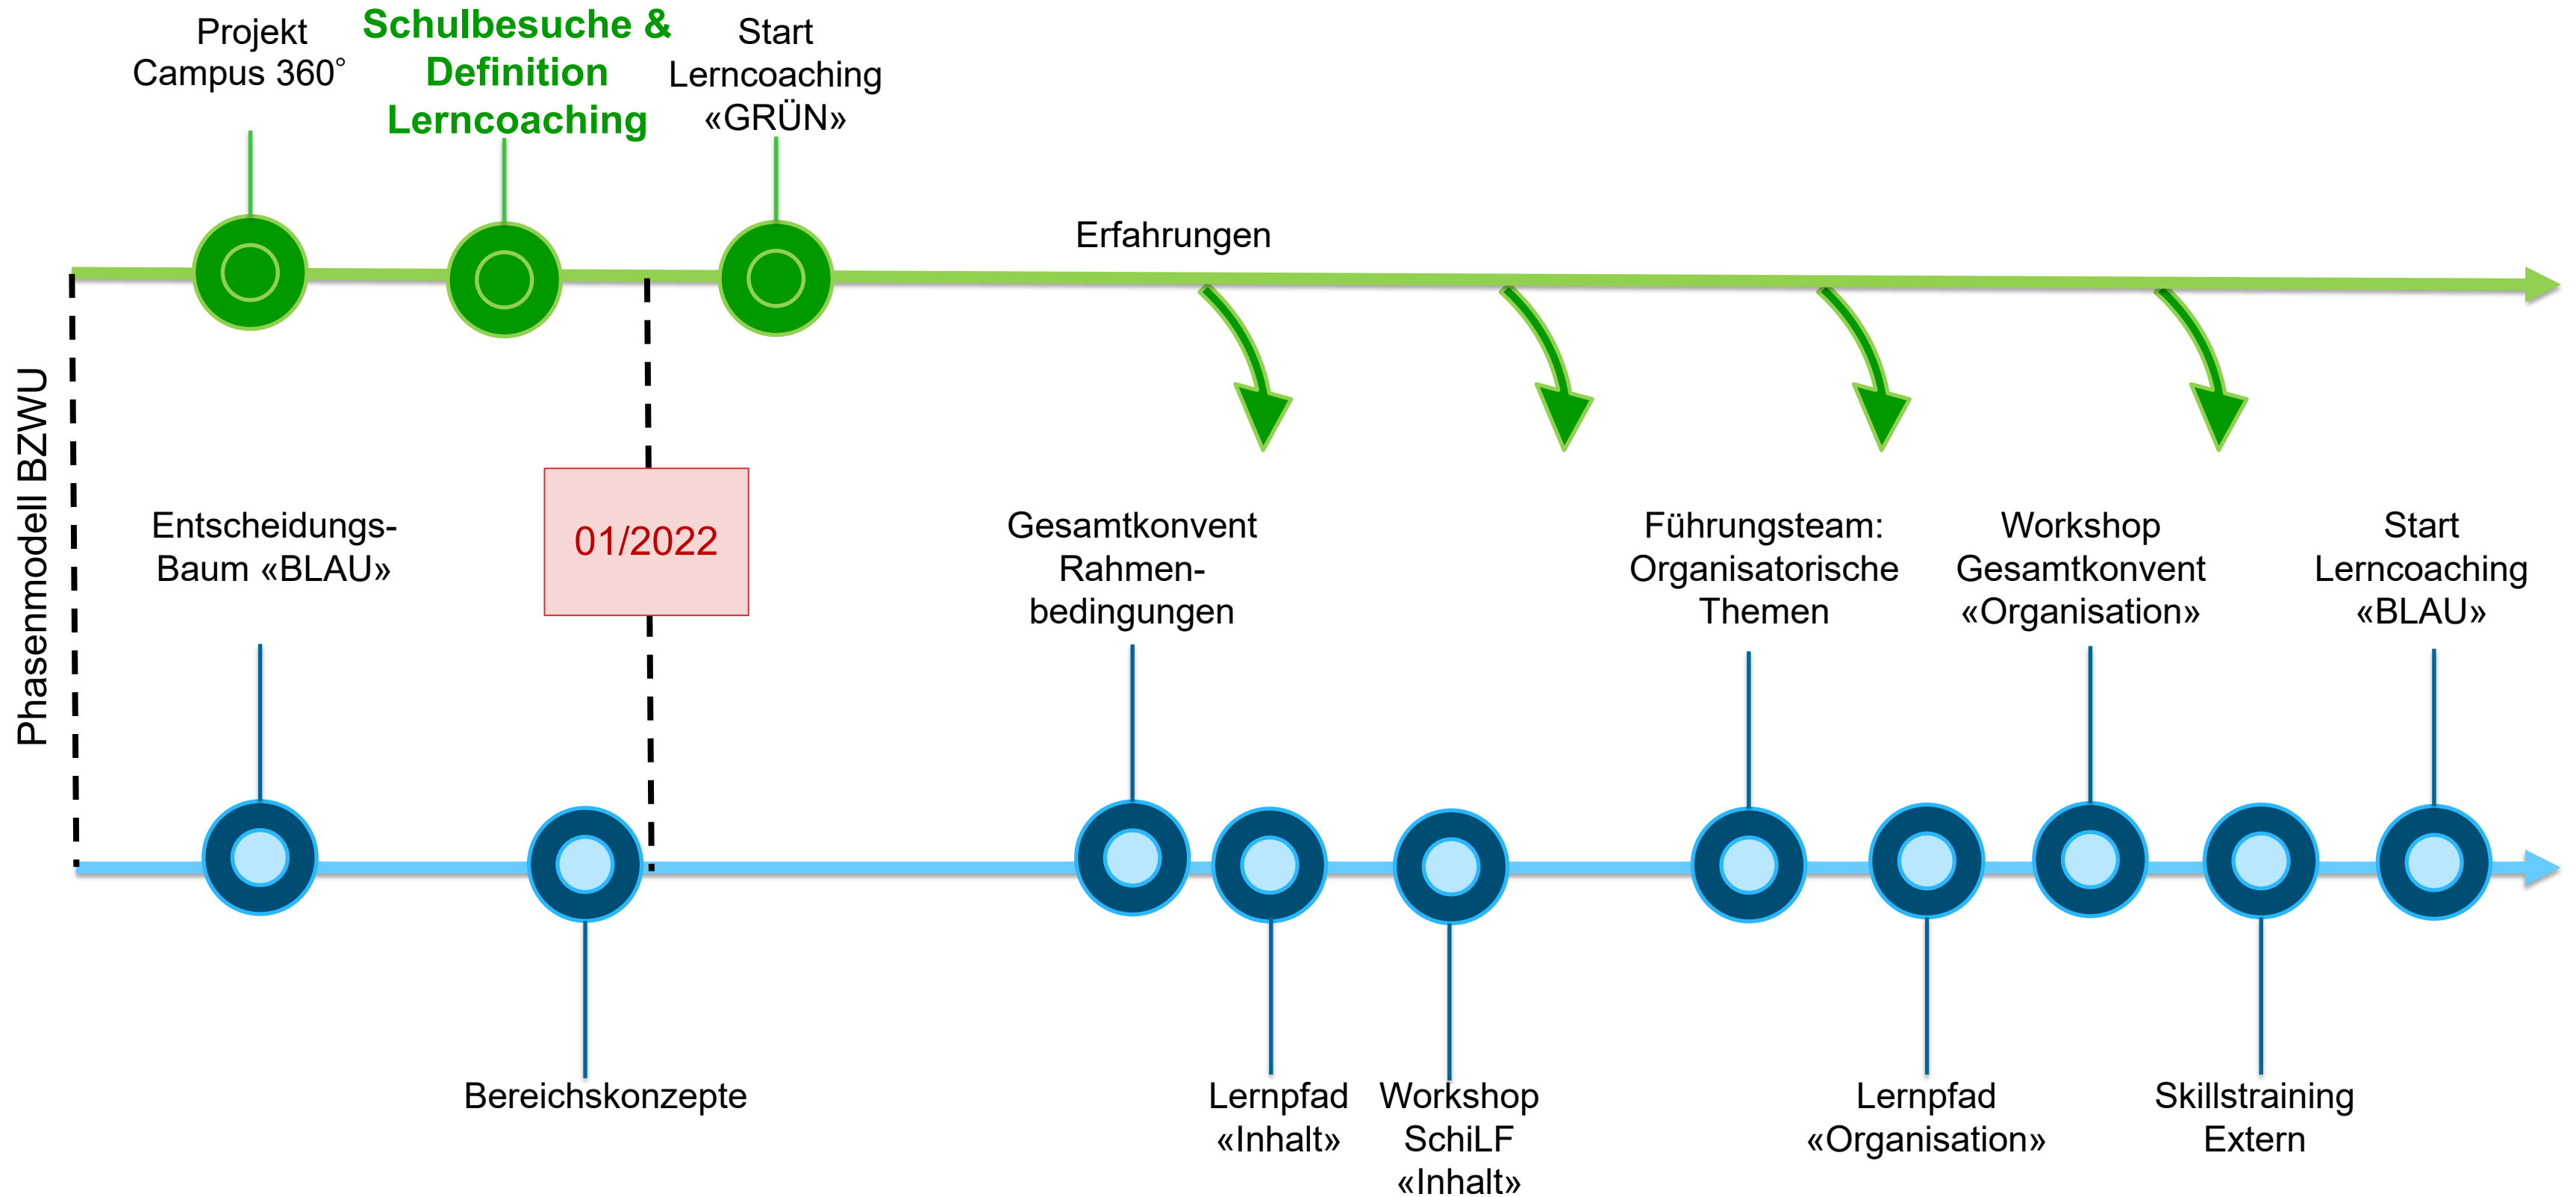 Projekt
Campus 360°
Schulbesuche &
Definition
Lerncoaching
Start
Lerncoaching
«GRÜN»
Erfahrungen
Phasenmodell BZWU
Entscheidungs-
Baum «BLAU»
01/2022
Gesamtkonvent
Rahmen-
bedingungen
Führungsteam:
Organisatorische
Themen
Workshop
Gesamtkonvent
«Organisation»
Start
Lerncoaching
«BLAU»
Bereichskonzepte
Lernpfad
«Inhalt»
Workshop
SchiLF
«Inhalt»
Lernpfad
«Organisation»
Skillstraining
Extern